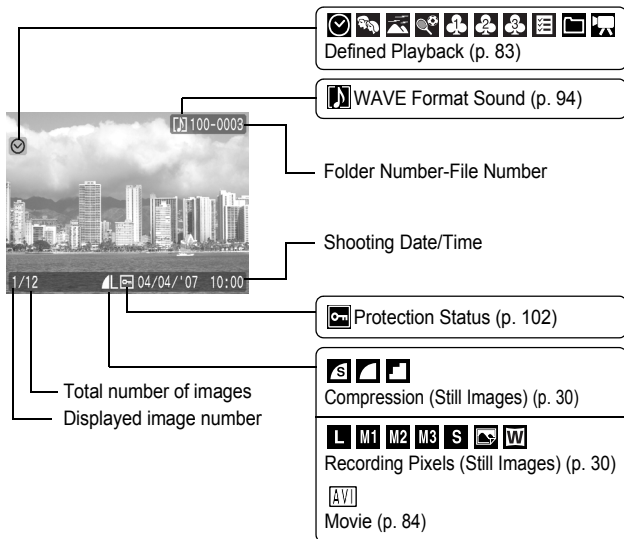 Defined Playback (p. 83)
WAVE Format Sound (p. 94)
100-0003
Folder Number-File Number
Shooting Date/Time
1/12
L
04/04/'07 10:00
Protection Status (p. 102)
S
Compression (Still Images) (p. 30)
Total number of images
Displayed image number
L M1 M2 M3 S W
Recording Pixels (Still Images) (p. 30)
AVI
Movie (p. 84)